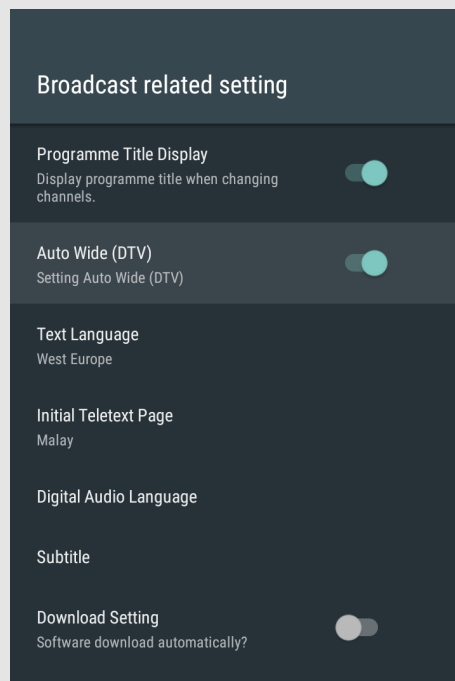 Broadcast related setting
Programme Title Display
Display programme title when changing
channels.
Auto Wide (DTV)
Setting Auto Wide (DTV)
Text Language
West Europe
Initial Teletext Page
Malay
Digital Audio Language
Subtitle
Download Setting
Software download automatically?